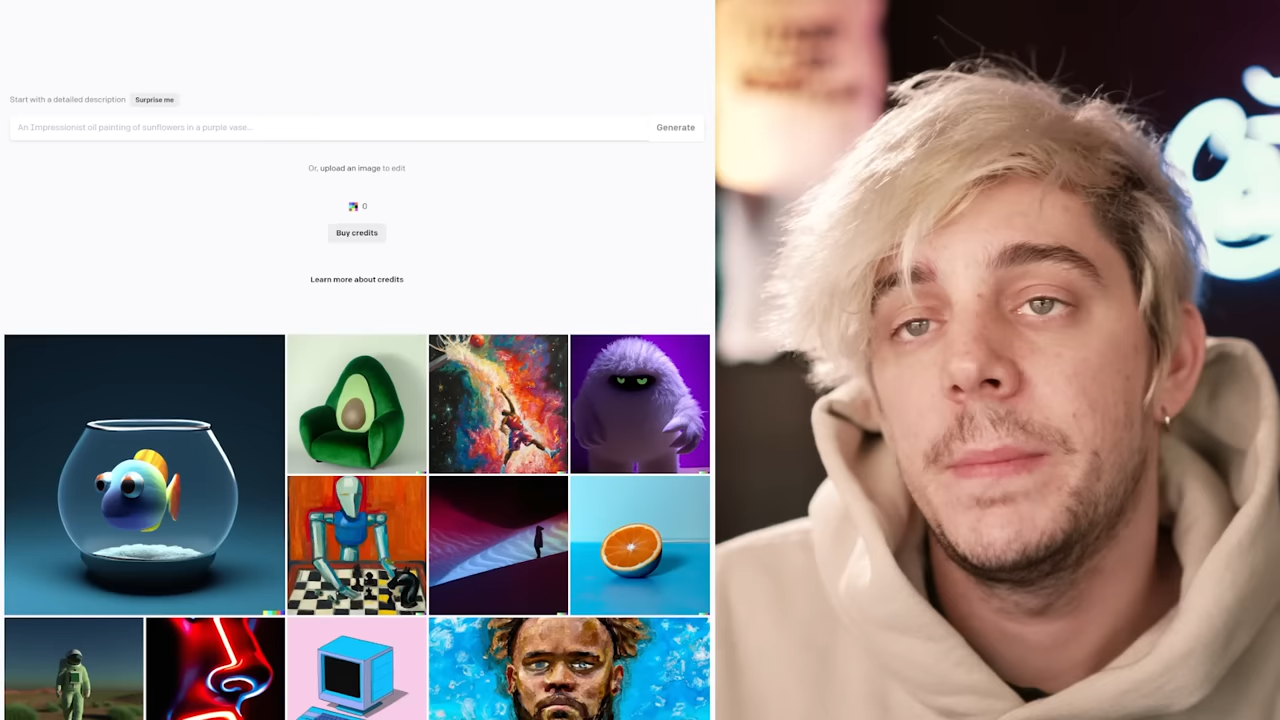 Start with a detailed description Surprise me
An Impressionist oil painting of sunflowers in a purple vase... Generate
Or, upload an image to edit
0
Buy credits
Learn more about credits